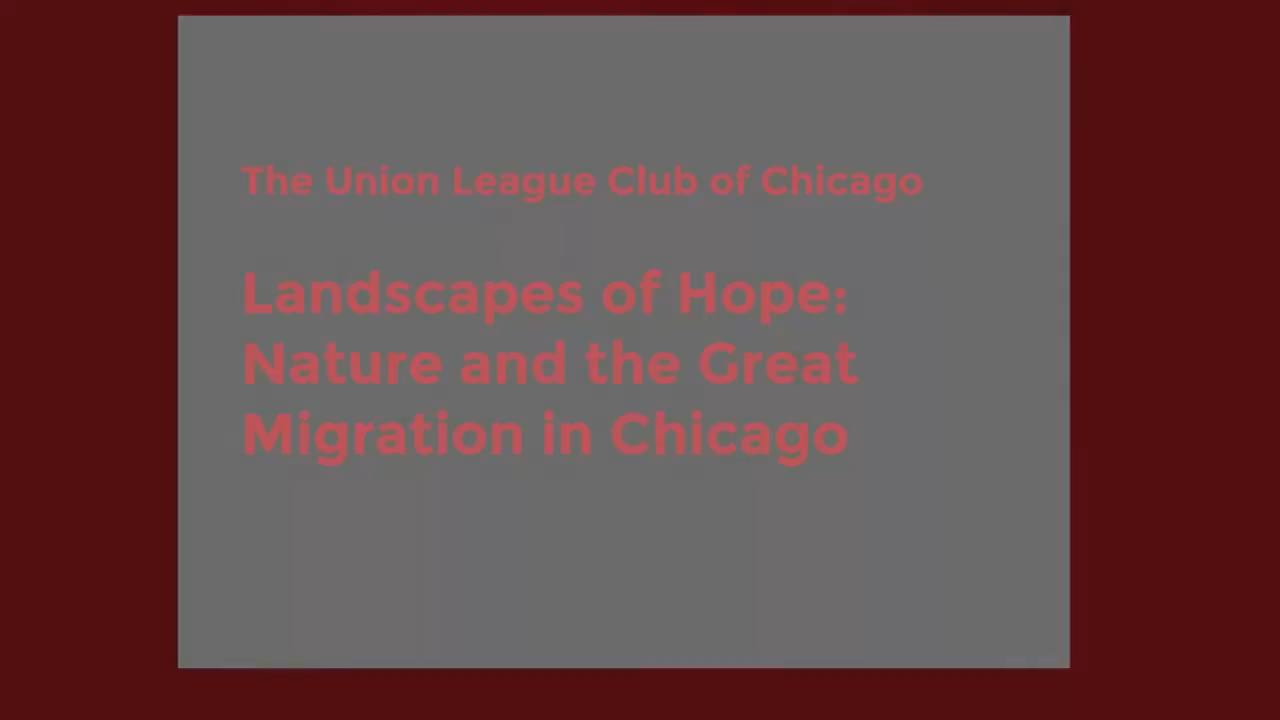 The Union League Club of Chicago
Landscapes of Hope:
Nature and the Great
Migration in Chicago